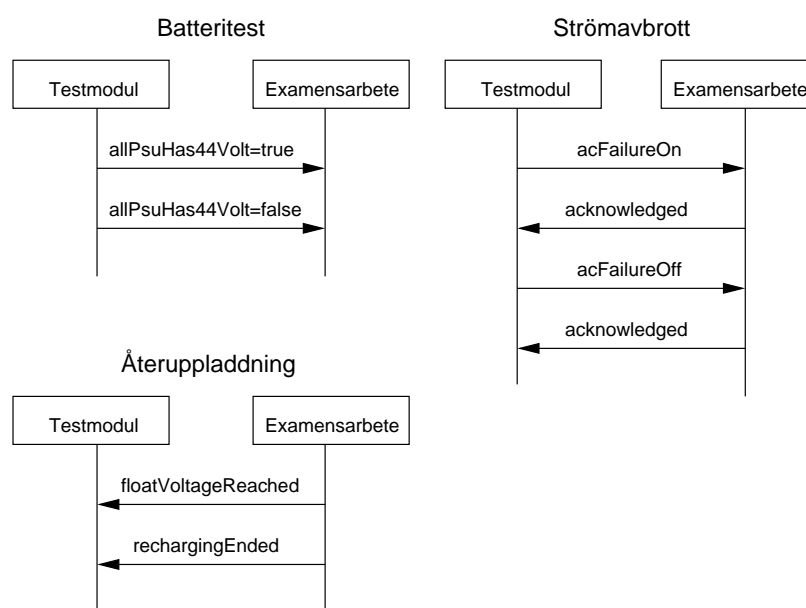 Batteritest
Testmodul
Examensarbete
allPsuHas44Volt=true
allPsuHas44Volt=false
Strömavbrott
Testmodul
Examensarbete
acFailureOn
acknowledged
acFailureOff
acknowledged
Återuppladdning
Testmodul
Examensarbete
floatVoltageReached
rechargingEnded